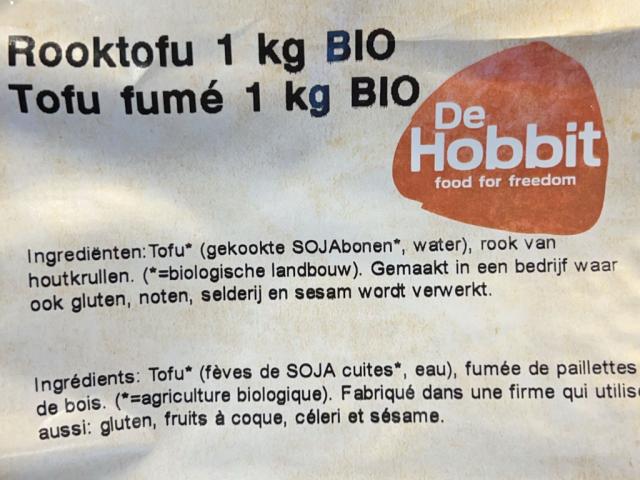 Rooktofu 1 kg BIO
Tofu fumé 1 kg BIO
De
Hobbit
food for freedom
Ingrediënten: Tofu* (gekookte SOJAbonen*, water), rook van
houtkrullen. (*=biologische landbouw). Gemaakt in een bedrijf waar
ook gluten, noten, selderij en sesam wordt verwerkt.
Ingrédients: Tofu* (fèves de SOJA cuites*, eau), fumée de paillettes
de bois. (*=agriculture biologique). Fabriqué dans une firme qui utilise
aussi: gluten, fruits à coque, céleri et sésame.